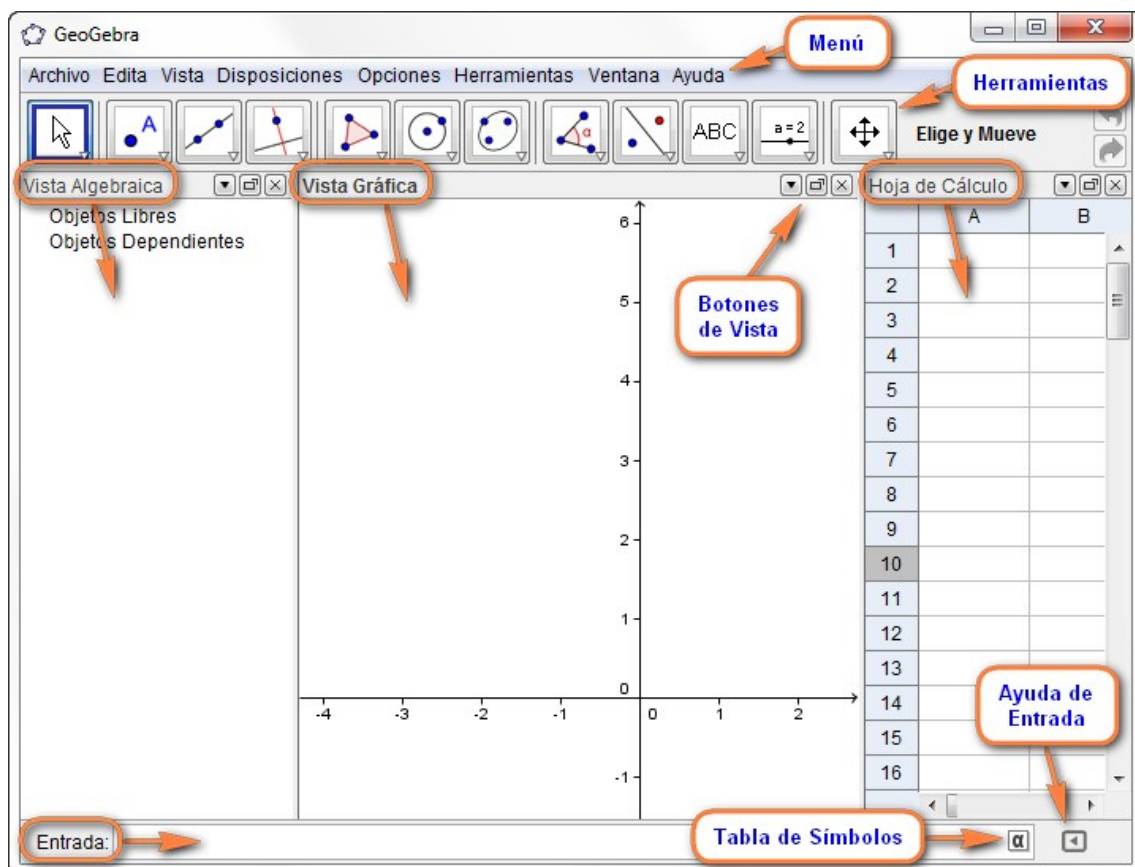 GeoGebra
Menú
Archivo Edita Vista Disposiciones Opciones Herramientas Ventana Ayuda
Herramientas
A
α
ABC
a=2
Elige y Mueve
Vista Algebraica
Vista Gráfica
Hoja de Cálculo
Objetos Libres
Objetos Dependientes
Botones
de Vista
6
5
4
3
2
1
0
-1
-4 -3 -2 -1 0 1 2
A B
1
2
3
4
5
6
7
8
9
10
11
12
13
14
15
16
Ayuda de
Entrada
Entrada:
Tabla de Símbolos
α